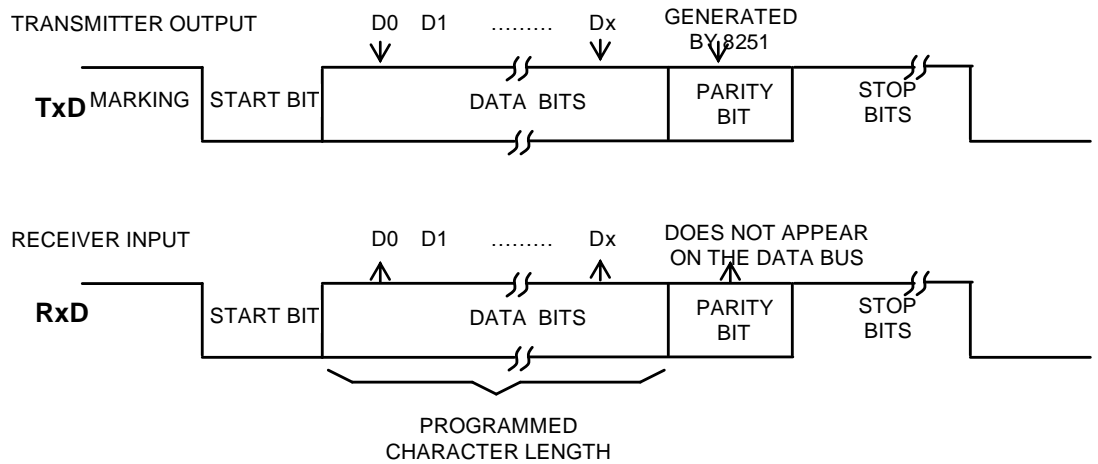 TRANSMITTER OUTPUT
D0 D1 ......... Dx
GENERATED
BY 8251
TxD
MARKING
START BIT
DATA BITS
PARITY
BIT
STOP
BITS
RECEIVER INPUT
D0 D1 ......... Dx
DOES NOT APPEAR
ON THE DATA BUS
RxD
START BIT
DATA BITS
PARITY
BIT
STOP
BITS
PROGRAMMED
CHARACTER LENGTH